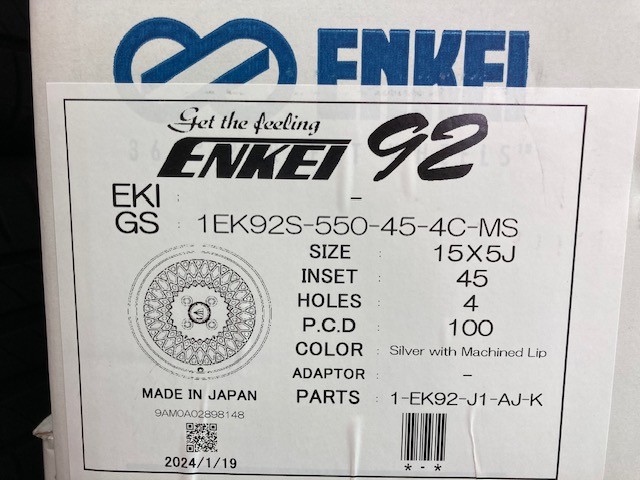 ENKEI
Get the feeling
ENKEI 92
EKI : -
GS : 1EK92S-550-45-4C-MS
SIZE : 15X5J
INSET : 45
HOLES : 4
P.C.D : 100
COLOR : Silver with Machined Lip
ADAPTOR : -
PARTS : 1-EK92-J1-AJ-K
MADE IN JAPAN
9AM0A02898148
2024/1/19
*-*